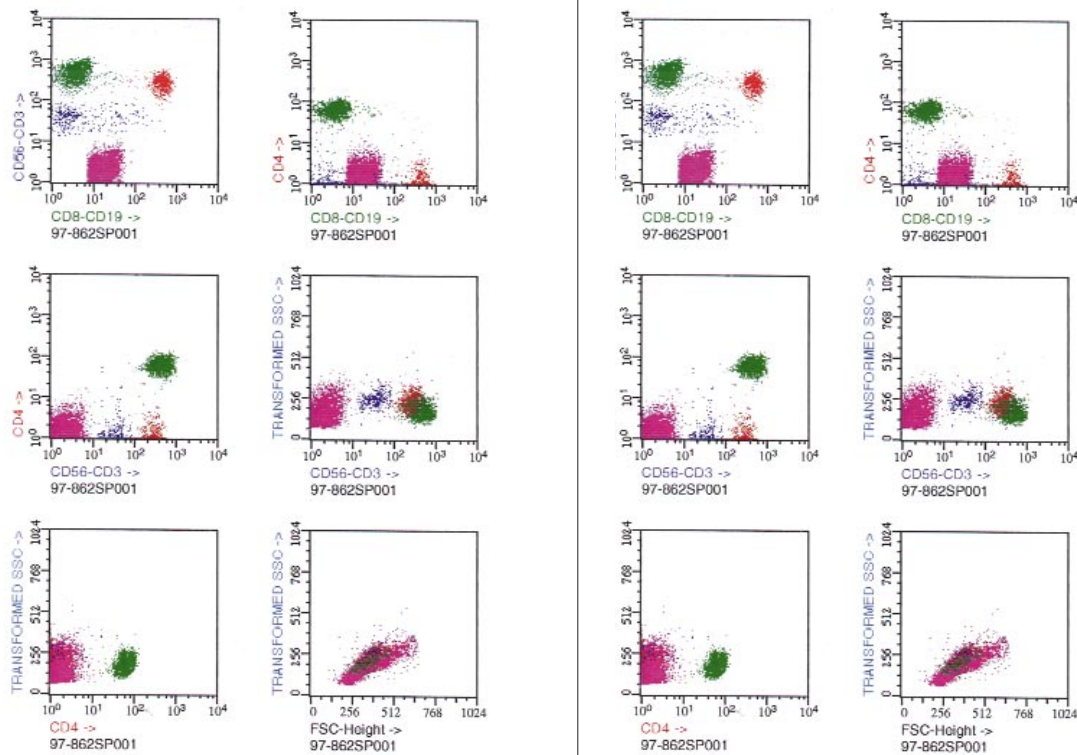 CD56-CD3 ->
10⁰ 10¹ 10² 10³ 10⁴
10⁰ 10¹ 10² 10³ 10⁴
CD8-CD19 ->
97-862SP001
CD4 ->
10⁰ 10¹ 10² 10³ 10⁴
10⁰ 10¹ 10² 10³ 10⁴
CD8-CD19 ->
97-862SP001
CD4 ->
10⁰ 10¹ 10² 10³ 10⁴
10⁰ 10¹ 10² 10³ 10⁴
CD56-CD3 ->
97-862SP001
TRANSFORMED SSC ->
0 256 512 768 1024
10⁰ 10¹ 10² 10³ 10⁴
CD56-CD3 ->
97-862SP001
TRANSFORMED SSC ->
0 256 512 768 1024
10⁰ 10¹ 10² 10³ 10⁴
CD4 ->
97-862SP001
TRANSFORMED SSC ->
0 256 512 768 1024
0 256 512 768 1024
FSC-Height ->
97-862SP001
10⁰ 10¹ 10² 10³ 10⁴
10⁰ 10¹ 10² 10³ 10⁴
CD8-CD19 ->
97-862SP001
CD4 ->
10⁰ 10¹ 10² 10³ 10⁴
10⁰ 10¹ 10² 10³ 10⁴
CD8-CD19 ->
97-862SP001
10⁰ 10¹ 10² 10³ 10⁴
10⁰ 10¹ 10² 10³ 10⁴
CD56-CD3 ->
97-862SP001
TRANSFORMED SSC ->
0 256 512 768 1024
10⁰ 10¹ 10² 10³ 10⁴
CD56-CD3 ->
97-862SP001
0 256 512 768 1024
10⁰ 10¹ 10² 10³ 10⁴
CD4 ->
97-862SP001
TRANSFORMED SSC ->
0 256 512 768 1024
0 256 512 768 1024
FSC-Height ->
97-862SP001